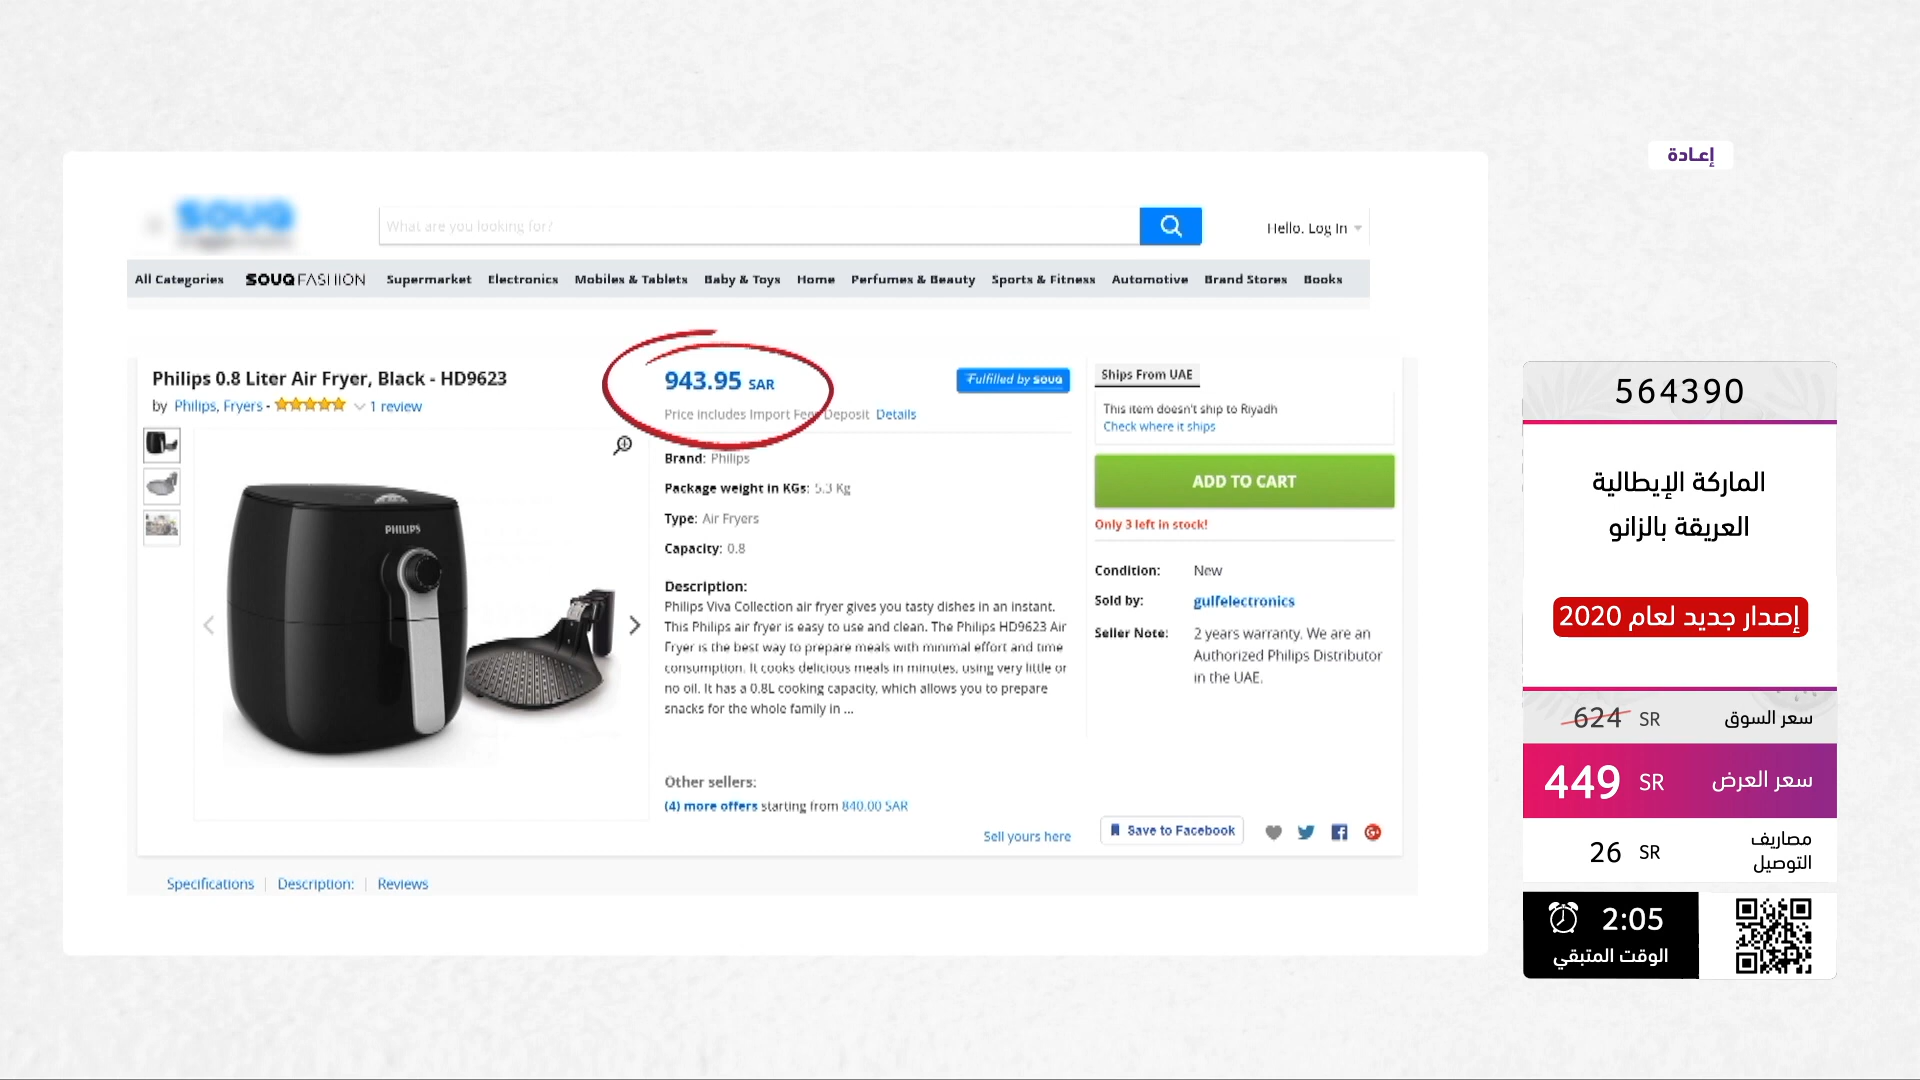 إعـادة
SOUQ
What are you looking for?
Hello. Log In
All Categories SOUQ FASHION Supermarket Electronics Mobiles & Tablets Baby & Toys Home Perfumes & Beauty Sports & Fitness Automotive Brand Stores Books
Philips 0.8 Liter Air Fryer, Black - HD9623
by Philips, Fryers - 1 review
PHILIPS
943.95 SAR
Price includes Import Fees Deposit Details
Fulfilled by souq
Brand: Philips
Package weight in KGs: 5.3 Kg
Type: Air Fryers
Capacity: 0.8
Description:
Philips Viva Collection air fryer gives you tasty dishes in an instant.
This Philips air fryer is easy to use and clean. The Philips HD9623 Air
Fryer is the best way to prepare meals with minimal effort and time
consumption. It cooks delicious meals in minutes, using very little or
no oil. It has a 0.8L cooking capacity, which allows you to prepare
snacks for the whole family in ...
Other sellers:
(4) more offers starting from 840.00 SAR
Sell yours here
Ships From UAE
This item doesn't ship to Riyadh
Check where it ships
ADD TO CART
Only 3 left in stock!
Condition: New
Sold by: gulfelectronics
Seller Note: 2 years warranty. We are an
Authorized Philips Distributor
in the UAE.
Save to Facebook
Specifications Description: Reviews
564390
الماركة الإيطالية
العريقة بالزانو
إصدار جديد لعام 2020
سعر السوق 624 SR
سعر العرض 449 SR
مصاريف
التوصيل
26 SR
2:05
الوقت المتبقي